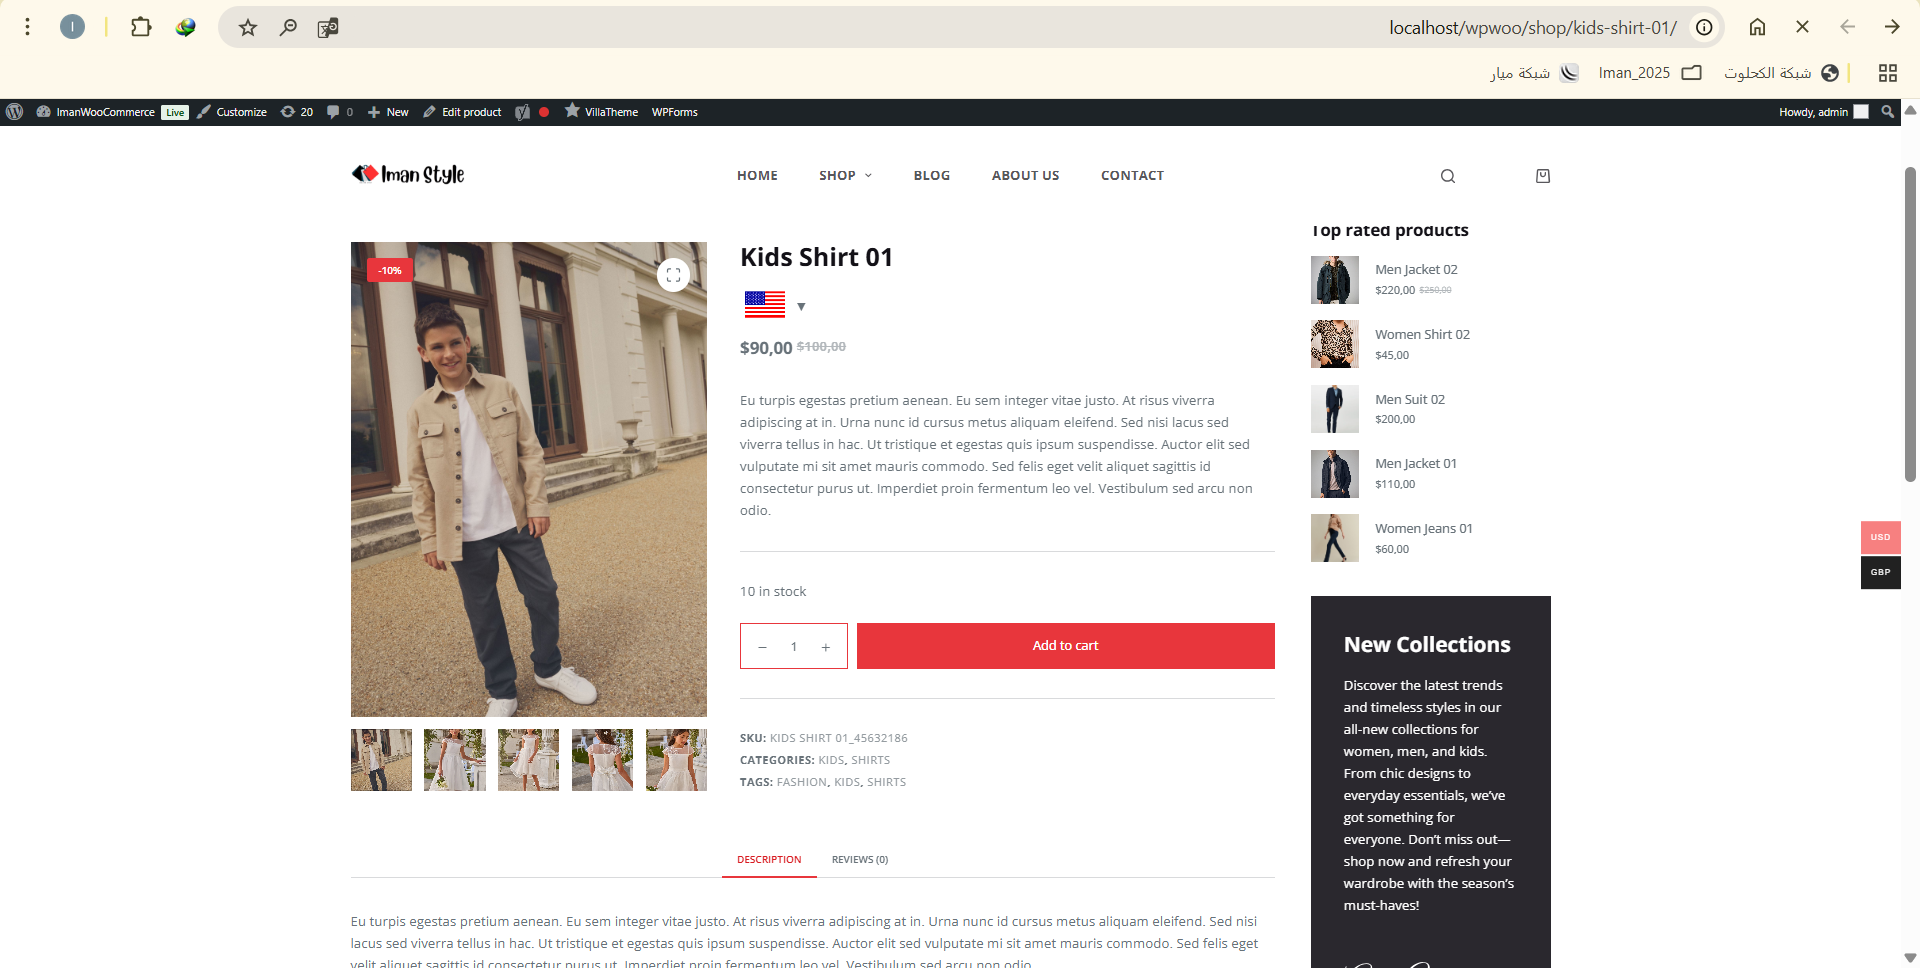 I
localhost/wpwoo/shop/kids-shirt-01/
شبكة ميار
Iman_2025
شبكة الكحلوت
ImanWooCommerce Live Customize 20 0 New Edit product VillaTheme WPForms
Howdy, admin
Iman Style
HOME SHOP BLOG ABOUT US CONTACT
-10%
Kids Shirt 01
$90,00 $100,00
Eu turpis egestas pretium aenean. Eu sem integer vitae justo. At risus viverra
adipiscing at in. Urna nunc id cursus metus aliquam eleifend. Sed nisi lacus sed
viverra tellus in hac. Ut tristique et egestas quis ipsum suspendisse. Auctor elit sed
vulputate mi sit amet mauris commodo. Sed felis eget velit aliquet sagittis id
consectetur purus ut. Imperdiet proin fermentum leo vel. Vestibulum sed arcu non
odio.
10 in stock
− 1 +
Add to cart
SKU: KIDS SHIRT 01_45632186
CATEGORIES: KIDS, SHIRTS
TAGS: FASHION, KIDS, SHIRTS
DESCRIPTION REVIEWS (0)
Eu turpis egestas pretium aenean. Eu sem integer vitae justo. At risus viverra adipiscing at in. Urna nunc id cursus metus aliquam eleifend. Sed nisi
lacus sed viverra tellus in hac. Ut tristique et egestas quis ipsum suspendisse. Auctor elit sed vulputate mi sit amet mauris commodo. Sed felis eget
velit aliquet sagittis id consectetur purus ut. Imperdiet proin fermentum leo vel. Vestibulum sed arcu non odio.
Top rated products
Men Jacket 02
$220,00 $250,00
Women Shirt 02
$45,00
Men Suit 02
$200,00
Men Jacket 01
$110,00
Women Jeans 01
$60,00
USD
GBP
New Collections
Discover the latest trends
and timeless styles in our
all-new collections for
women, men, and kids.
From chic designs to
everyday essentials, we’ve
got something for
everyone. Don’t miss out—
shop now and refresh your
wardrobe with the season’s
must-haves!